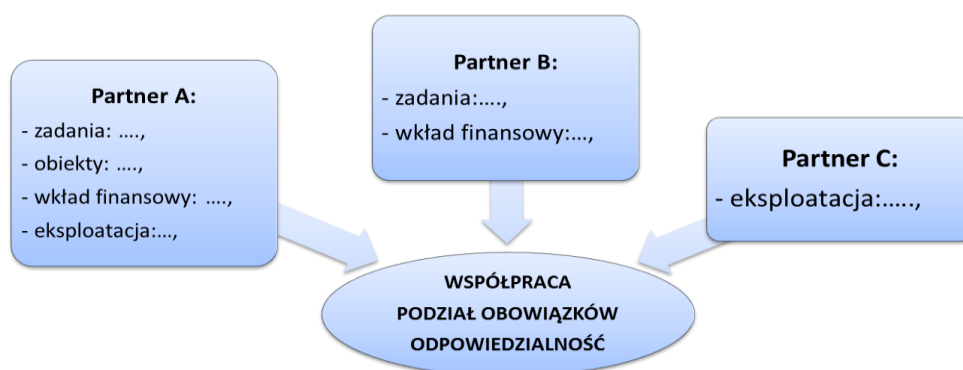 Partner A:
- zadania: ….,
- obiekty: ….,
- wkład finansowy: ….,
- eksploatacja:…,
Partner B:
- zadania:….,
- wkład finansowy:…,
Partner C:
- eksploatacja:…..,
WSPÓŁPRACA
PODZIAŁ OBOWIĄZKÓW
ODPOWIEDZIALNOŚĆ